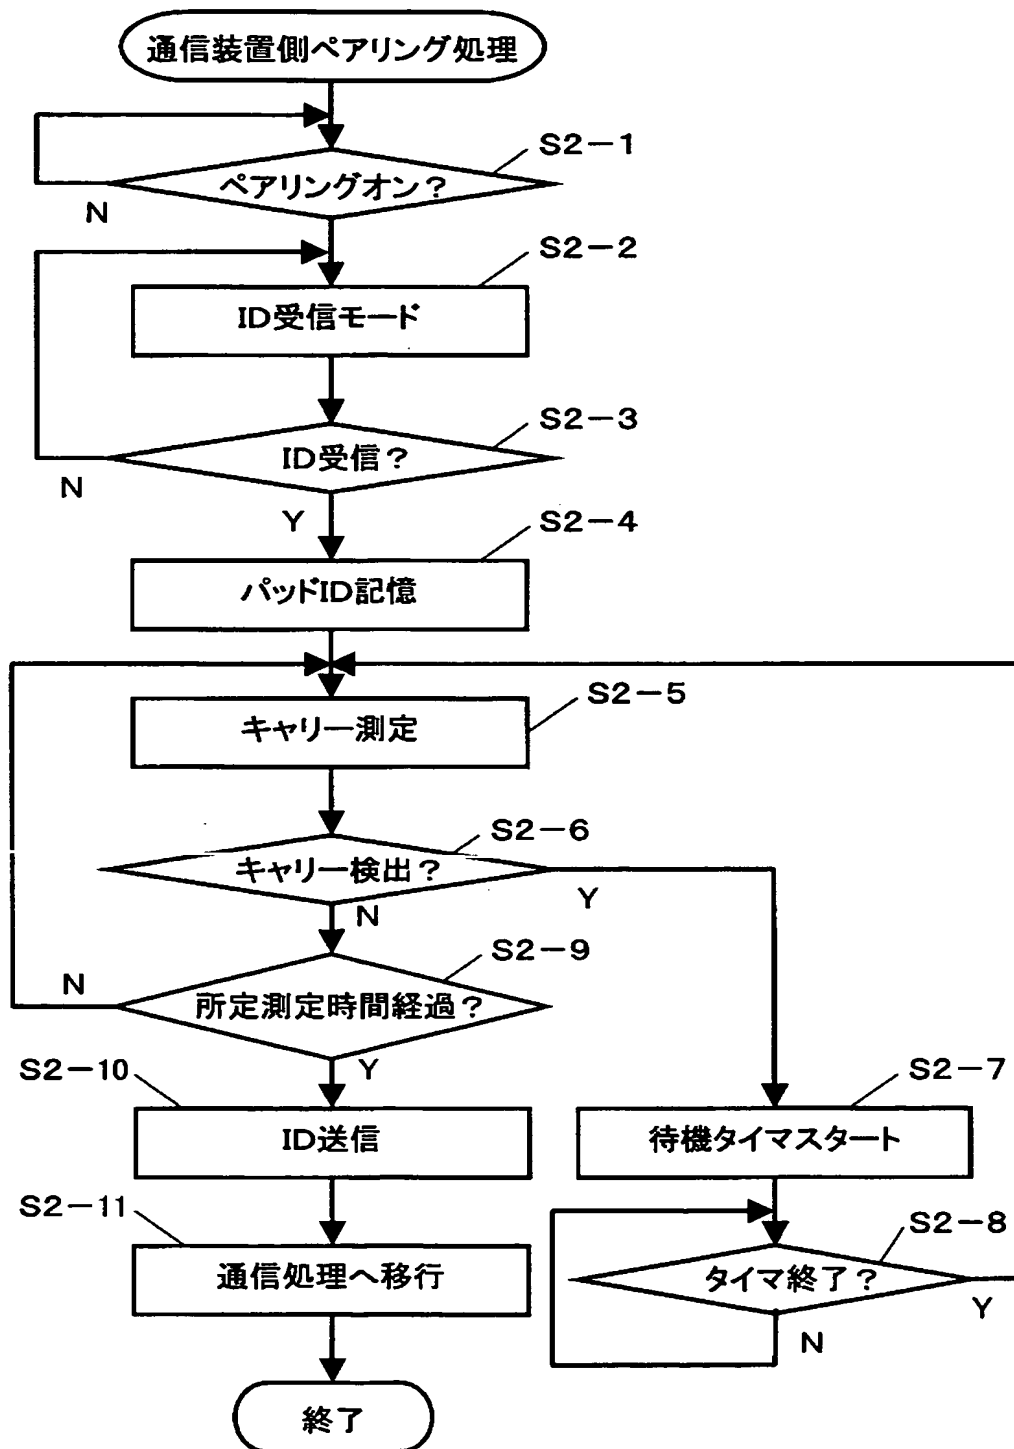 通信装置側ペアリング処理
S2-1
ペアリングオン?
N
S2-2
ID受信モード
S2-3
ID受信?
N
Y
S2-4
パッドID記憶
S2-5
キャリー測定
S2-6
キャリー検出?
Y
N
S2-9
所定測定時間経過?
N
Y
S2-10
ID送信
S2-7
待機タイマスタート
S2-11
通信処理へ移行
S2-8
タイマ終了?
Y
N
終了